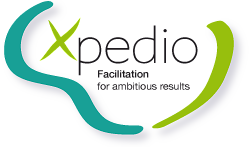 Xpedio
Facilitation
for ambitious results